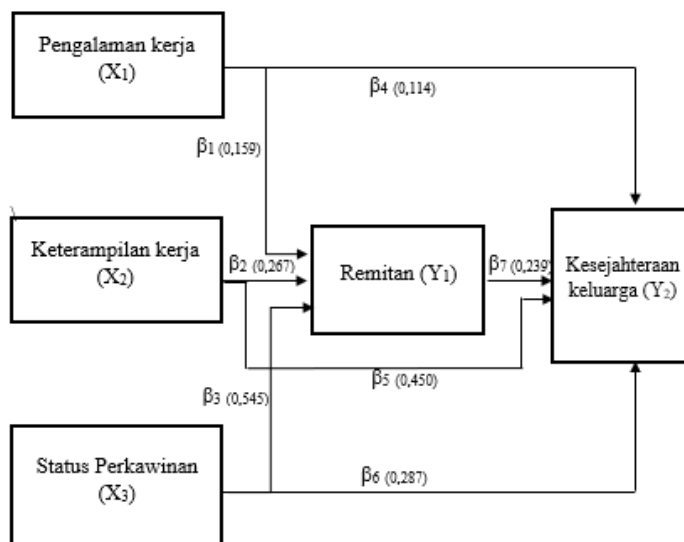 Pengalaman kerja
(X₁)
β₄ (0,114)
β₁ (0,159)
Keterampilan kerja
(X₂)
β₂ (0,267)
Remitan (Y₁)
β₇ (0,239)
Kesejahteraan
keluarga (Y₂)
β₃ (0,545)
β₅ (0,450)
Status Perkawinan
(X₃)
β₆ (0,287)